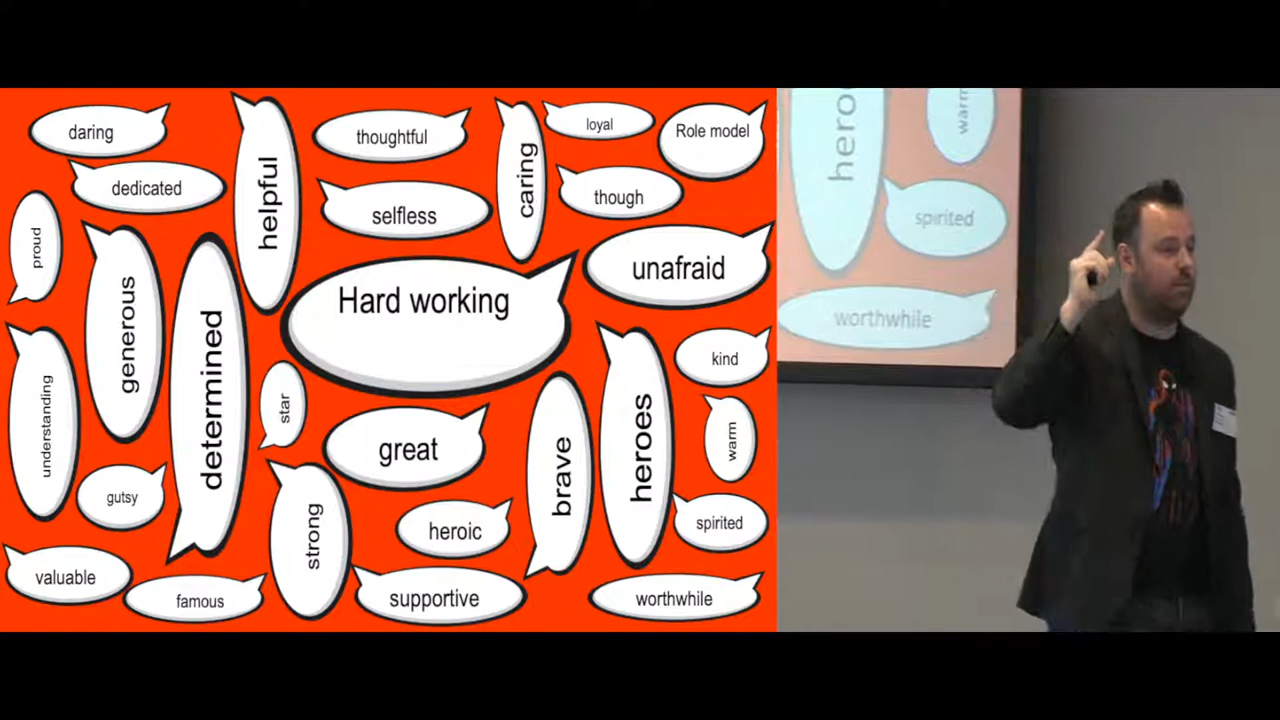 daring
thoughtful
loyal
Role model
dedicated
helpful
selfless
caring
though
proud
generous
determined
Hard working
unafraid
understanding
star
kind
great
brave
heroes
warm
gutsy
strong
heroic
spirited
valuable
famous
supportive
worthwhile
hero
warm
spirited
worthwhile